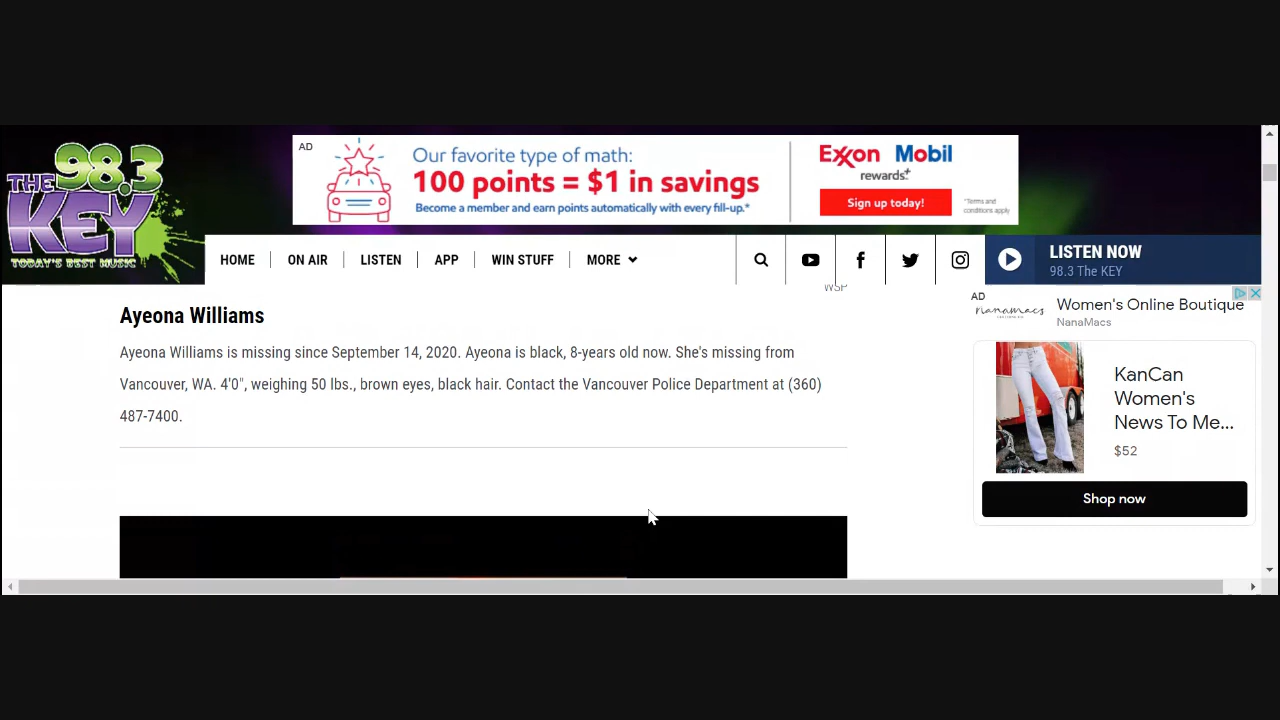 AD
Our favorite type of math:
100 points = $1 in savings
Become a member and earn points automatically with every fill-up.*
Exxon Mobil
rewards+
Sign up today!
*Terms and
conditions apply
THE 98.3
KEY
TODAY'S BEST MUSIC
HOME ON AIR LISTEN APP WIN STUFF MORE
LISTEN NOW
98.3 The KEY
WSP
Ayeona Williams
Ayeona Williams is missing since September 14, 2020. Ayeona is black, 8-years old now. She's missing from
Vancouver, WA. 4'0", weighing 50 lbs., brown eyes, black hair. Contact the Vancouver Police Department at (360)
487-7400.
AD
nanamacs
Women's Online Boutique
NanaMacs
KanCan
Women's
News To Me...
$52
Shop now